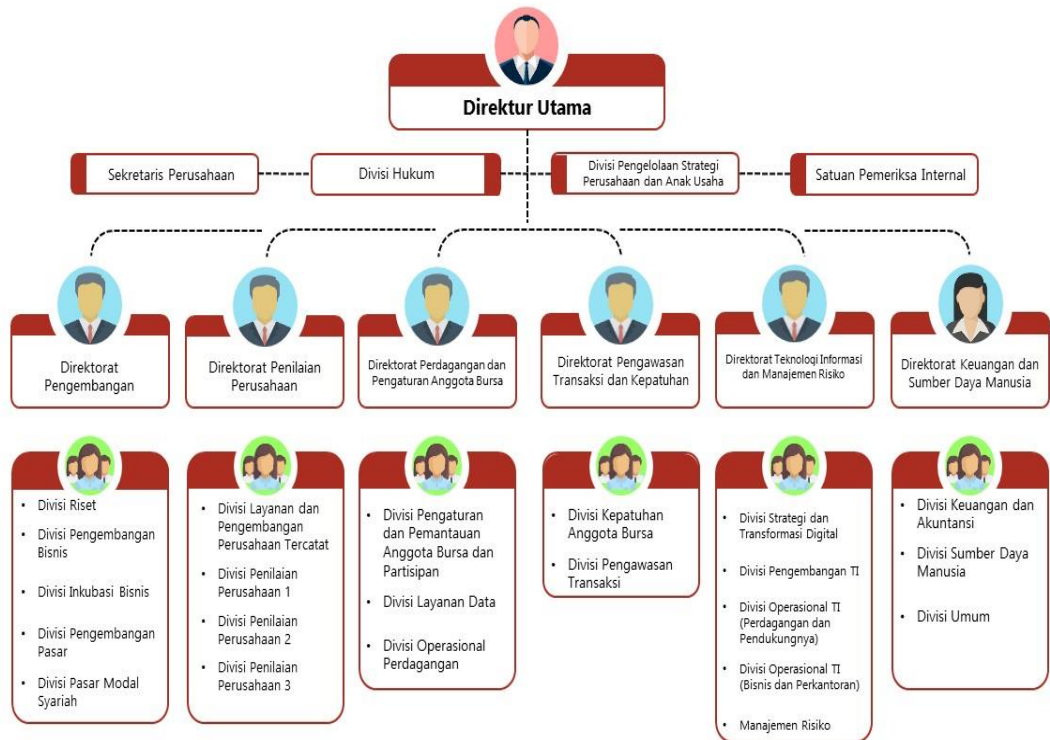 Direktur Utama
Sekretaris Perusahaan
Divisi Hukum
Divisi Pengelolaan Strategi
Perusahaan dan Anak Usaha
Satuan Pemeriksa Internal
Direktorat
Pengembangan
Direktorat Penilaian
Perusahaan
Direktorat Perdagangan dan
Pengaturan Anggota Bursa
Direktorat Pengawasan
Transaksi dan Kepatuhan
Direktorat Teknologi Informasi
dan Manajemen Risiko
Direktorat Keuangan dan
Sumber Daya Manusia
• Divisi Riset
• Divisi Pengembangan
Bisnis
• Divisi Inkubasi Bisnis
• Divisi Pengembangan
Pasar
• Divisi Pasar Modal
Syariah
• Divisi Layanan dan
Pengembangan
Perusahaan Tercatat
• Divisi Penilaian
Perusahaan 1
• Divisi Penilaian
Perusahaan 2
• Divisi Penilaian
Perusahaan 3
• Divisi Pengaturan
dan Pemantauan
Anggota Bursa dan
Partisipan
• Divisi Layanan Data
• Divisi Operasional
Perdagangan
• Divisi Kepatuhan
Anggota Bursa
• Divisi Pengawasan
Transaksi
• Divisi Strategi dan
Transformasi Digital
• Divisi Pengembangan TI
• Divisi Operasional TI
(Perdagangan dan
Pendukungnya)
• Divisi Operasional TI
(Bisnis dan Perkantoran)
• Manajemen Risiko
• Divisi Keuangan dan
Akuntansi
• Divisi Sumber Daya
Manusia
• Divisi Umum